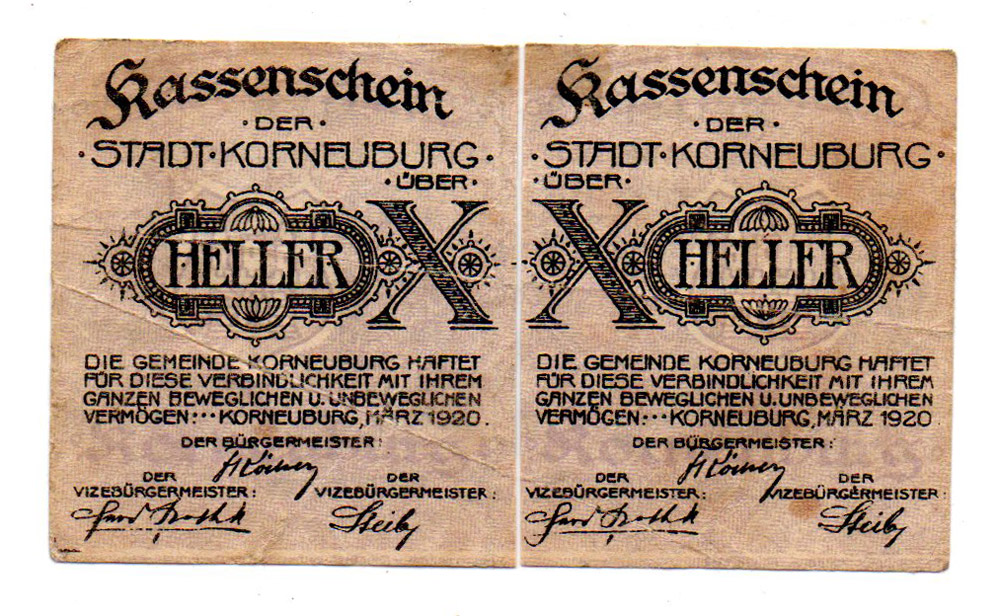 Kassenschein
· DER ·
· STADT · KORNEUBURG ·
· ÜBER ·
HELLER X
DIE GEMEINDE KORNEUBURG HAFTET
FÜR DIESE VERBINDLICHKEIT MIT IHREM
GANZEN BEWEGLICHEN U. UNBEWEGLICHEN
VERMÖGEN: ··· KORNEUBURG, MÄRZ 1920.
DER BÜRGERMEISTER:
DER
VIZEBÜRGERMEISTER:
DER
VIZEBÜRGERMEISTER:
Kassenschein
· DER ·
· STADT · KORNEUBURG ·
· ÜBER ·
X HELLER
DIE GEMEINDE KORNEUBURG HAFTET
FÜR DIESE VERBINDLICHKEIT MIT IHREM
GANZEN BEWEGLICHEN U. UNBEWEGLICHEN
VERMÖGEN: ··· KORNEUBURG, MÄRZ 1920.
DER BÜRGERMEISTER:
DER
VIZEBÜRGERMEISTER:
DER
VIZEBÜRGERMEISTER: